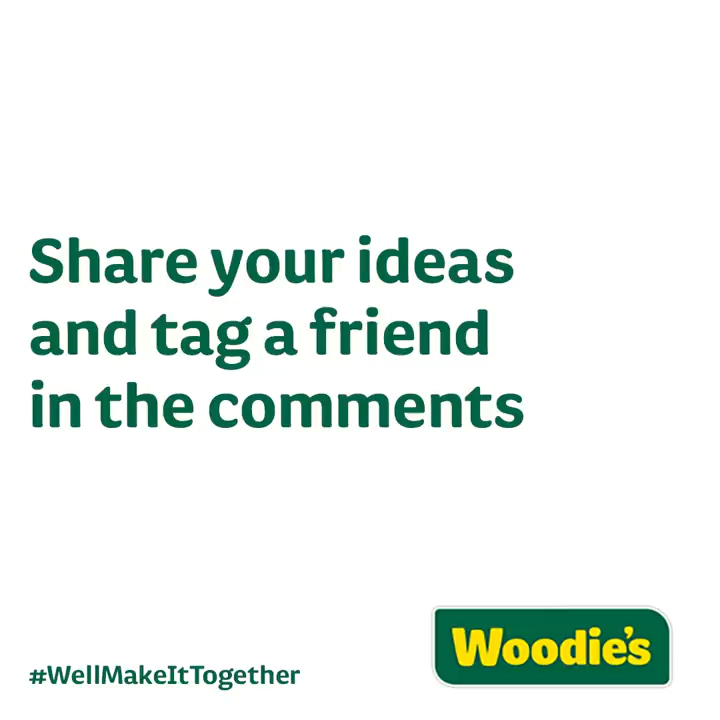 Share your ideas
and tag a friend
in the comments
#WellMakeItTogether
Woodie's